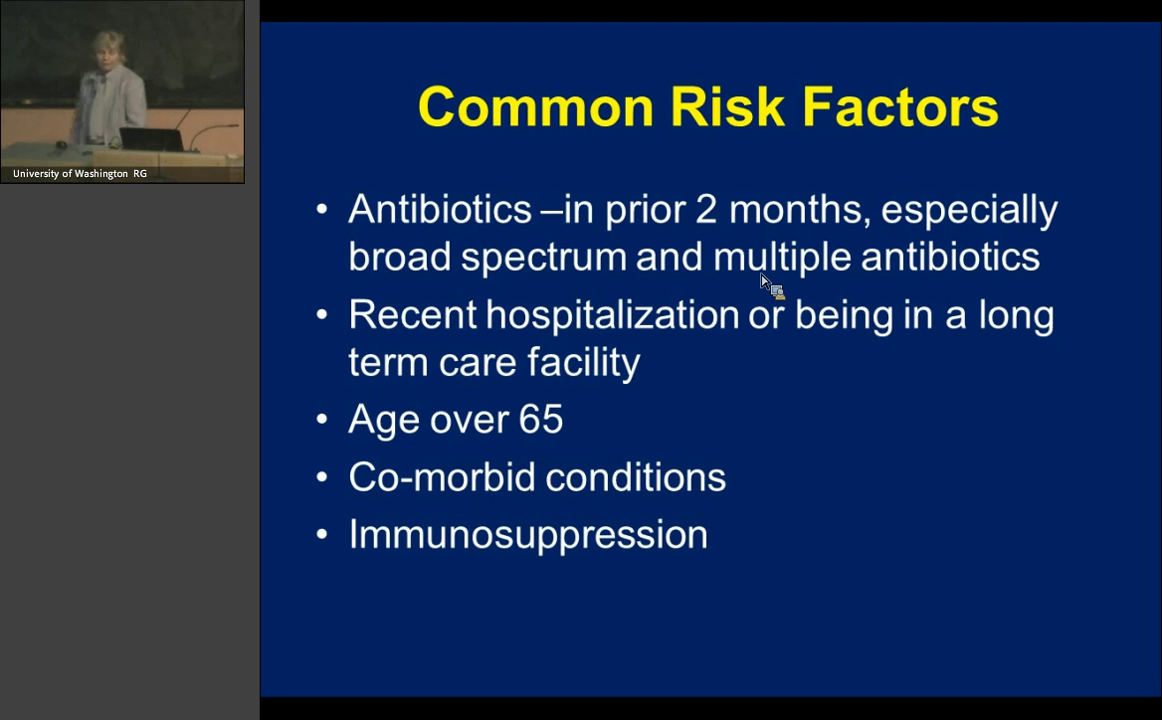 University of Washington RG
Common Risk Factors
• Antibiotics –in prior 2 months, especially
broad spectrum and multiple antibiotics
• Recent hospitalization or being in a long
term care facility
• Age over 65
• Co-morbid conditions
• Immunosuppression